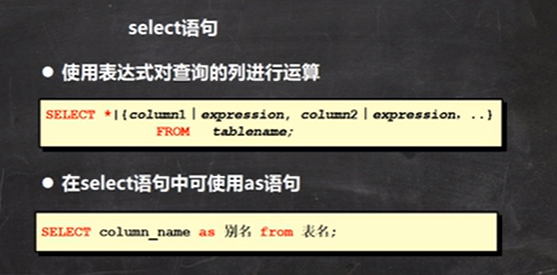 select语句
● 使用表达式对查询的列进行运算
SELECT *|{column1|expression, column2|expression, ..}
FROM tablename;
● 在select语句中可使用as语句
SELECT column_name as 别名 from 表名;